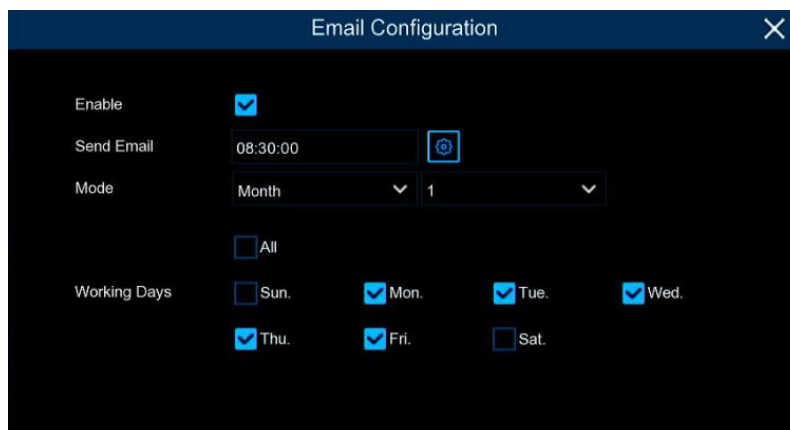 Email Configuration
Enable
Send Email 08:30:00
Mode Month 1
All
Working Days Sun. Mon. Tue. Wed.
Thu. Fri. Sat.